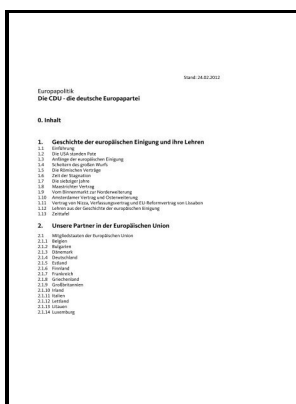 Stand: 24.02.2012
Europapolitik
Die CDU - die deutsche Europapartei
0. Inhalt
1. Geschichte der europäischen Einigung und ihre Lehren
1.1 Einführung
1.2 Die USA standen Pate
1.3 Anfänge der europäischen Einigung
1.4 Scheitern des großen Wurfs
1.5 Die Römischen Verträge
1.6 Zeit der Stagnation
1.7 Die siebziger Jahre
1.8 Maastrichter Vertrag
1.9 Vom Binnenmarkt zur Norderweiterung
1.10 Amsterdamer Vertrag und Osterweiterung
1.11 Vertrag von Nizza, Verfassungsvertrag und EU-Reformvertrag von Lissabon
1.12 Lehren aus der Geschichte der europäischen Einigung
1.13 Zeittafel
2. Unsere Partner in der Europäischen Union
2.1 Mitgliedstaaten der Europäischen Union
2.1.1 Belgien
2.1.2 Bulgarien
2.1.3 Dänemark
2.1.4 Deutschland
2.1.5 Estland
2.1.6 Finnland
2.1.7 Frankreich
2.1.8 Griechenland
2.1.9 Großbritannien
2.1.10 Irland
2.1.11 Italien
2.1.12 Lettland
2.1.13 Litauen
2.1.14 Luxemburg